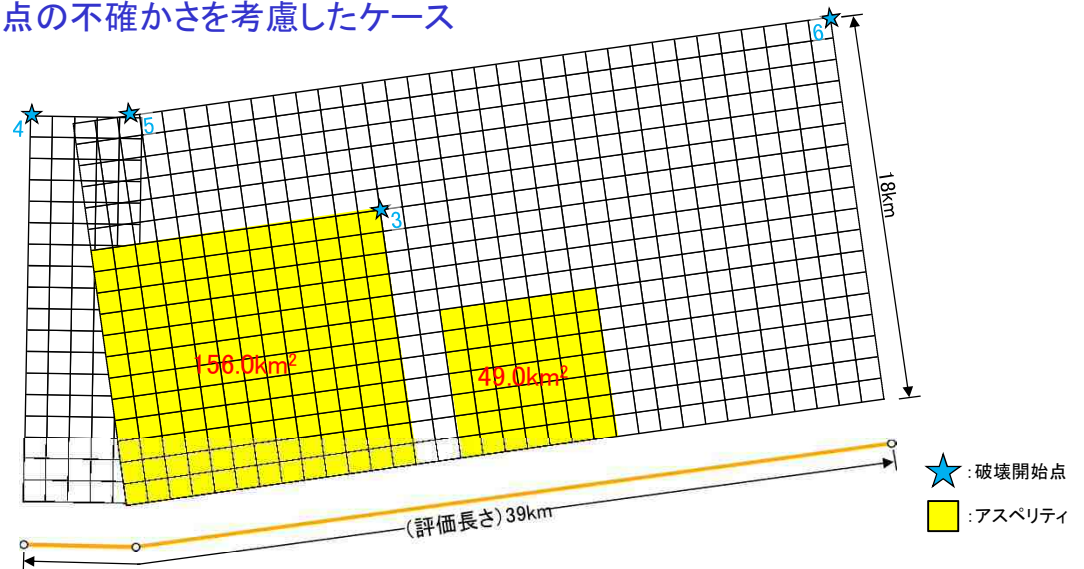 点の不確かさを考慮したケース
6
4
5
18km
3
156.0km²
49.0km²
(評価長さ)39km
:破壊開始点
:アスペリティ